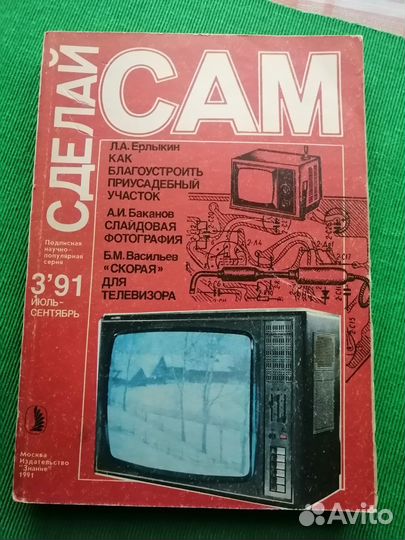 СДЕЛАЙ
САМ
Л.А. Ерлыкин
КАК
БЛАГОУСТРОИТЬ
ПРИУСАДЕБНЫЙ
УЧАСТОК
А.И. Баканов
СЛАЙДОВАЯ
ФОТОГРАФИЯ
Б.М. Васильев
«СКОРАЯ»
ДЛЯ
ТЕЛЕВИЗОРА
Подписная
научно-
популярная
серия
3'91
ИЮЛЬ-
СЕНТЯБРЬ
Москва
Издательство
"Знание"
1991
Avito